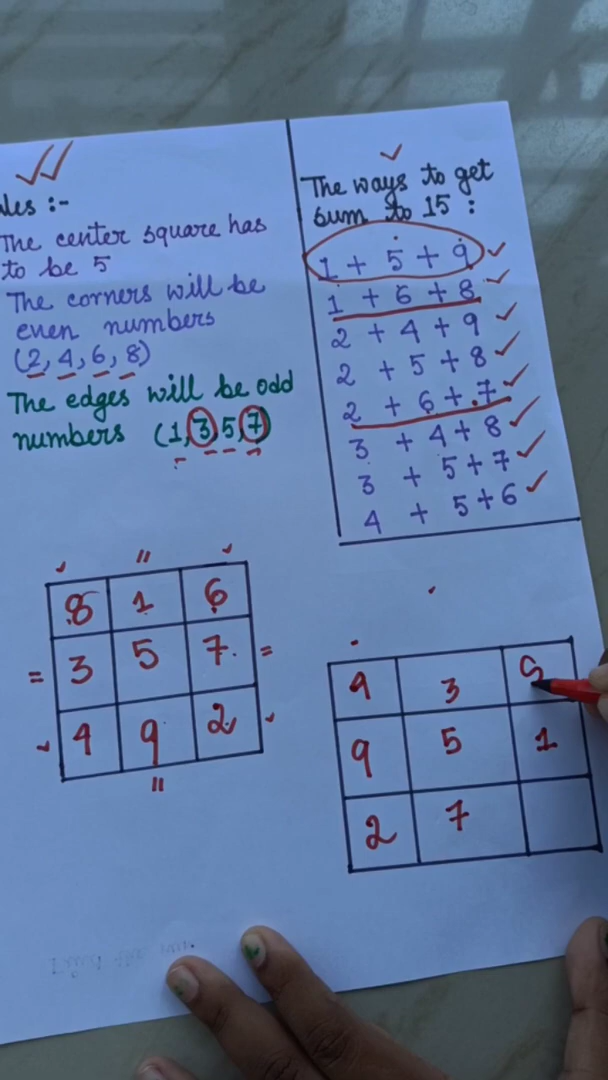 ules :-
The center square has
to be 5
The corners will be
even numbers
(2, 4, 6, 8)
The edges will be odd
numbers (1, 3, 5, 7)
The ways to get
sum to 15 :
1 + 5 + 9
1 + 6 + 8
2 + 4 + 9
2 + 5 + 8
2 + 6 + 7
3 + 4 + 8
3 + 5 + 7
4 + 5 + 6
8 1 6
3 5 7
4 9 2
4 3
9 5 1
2 7